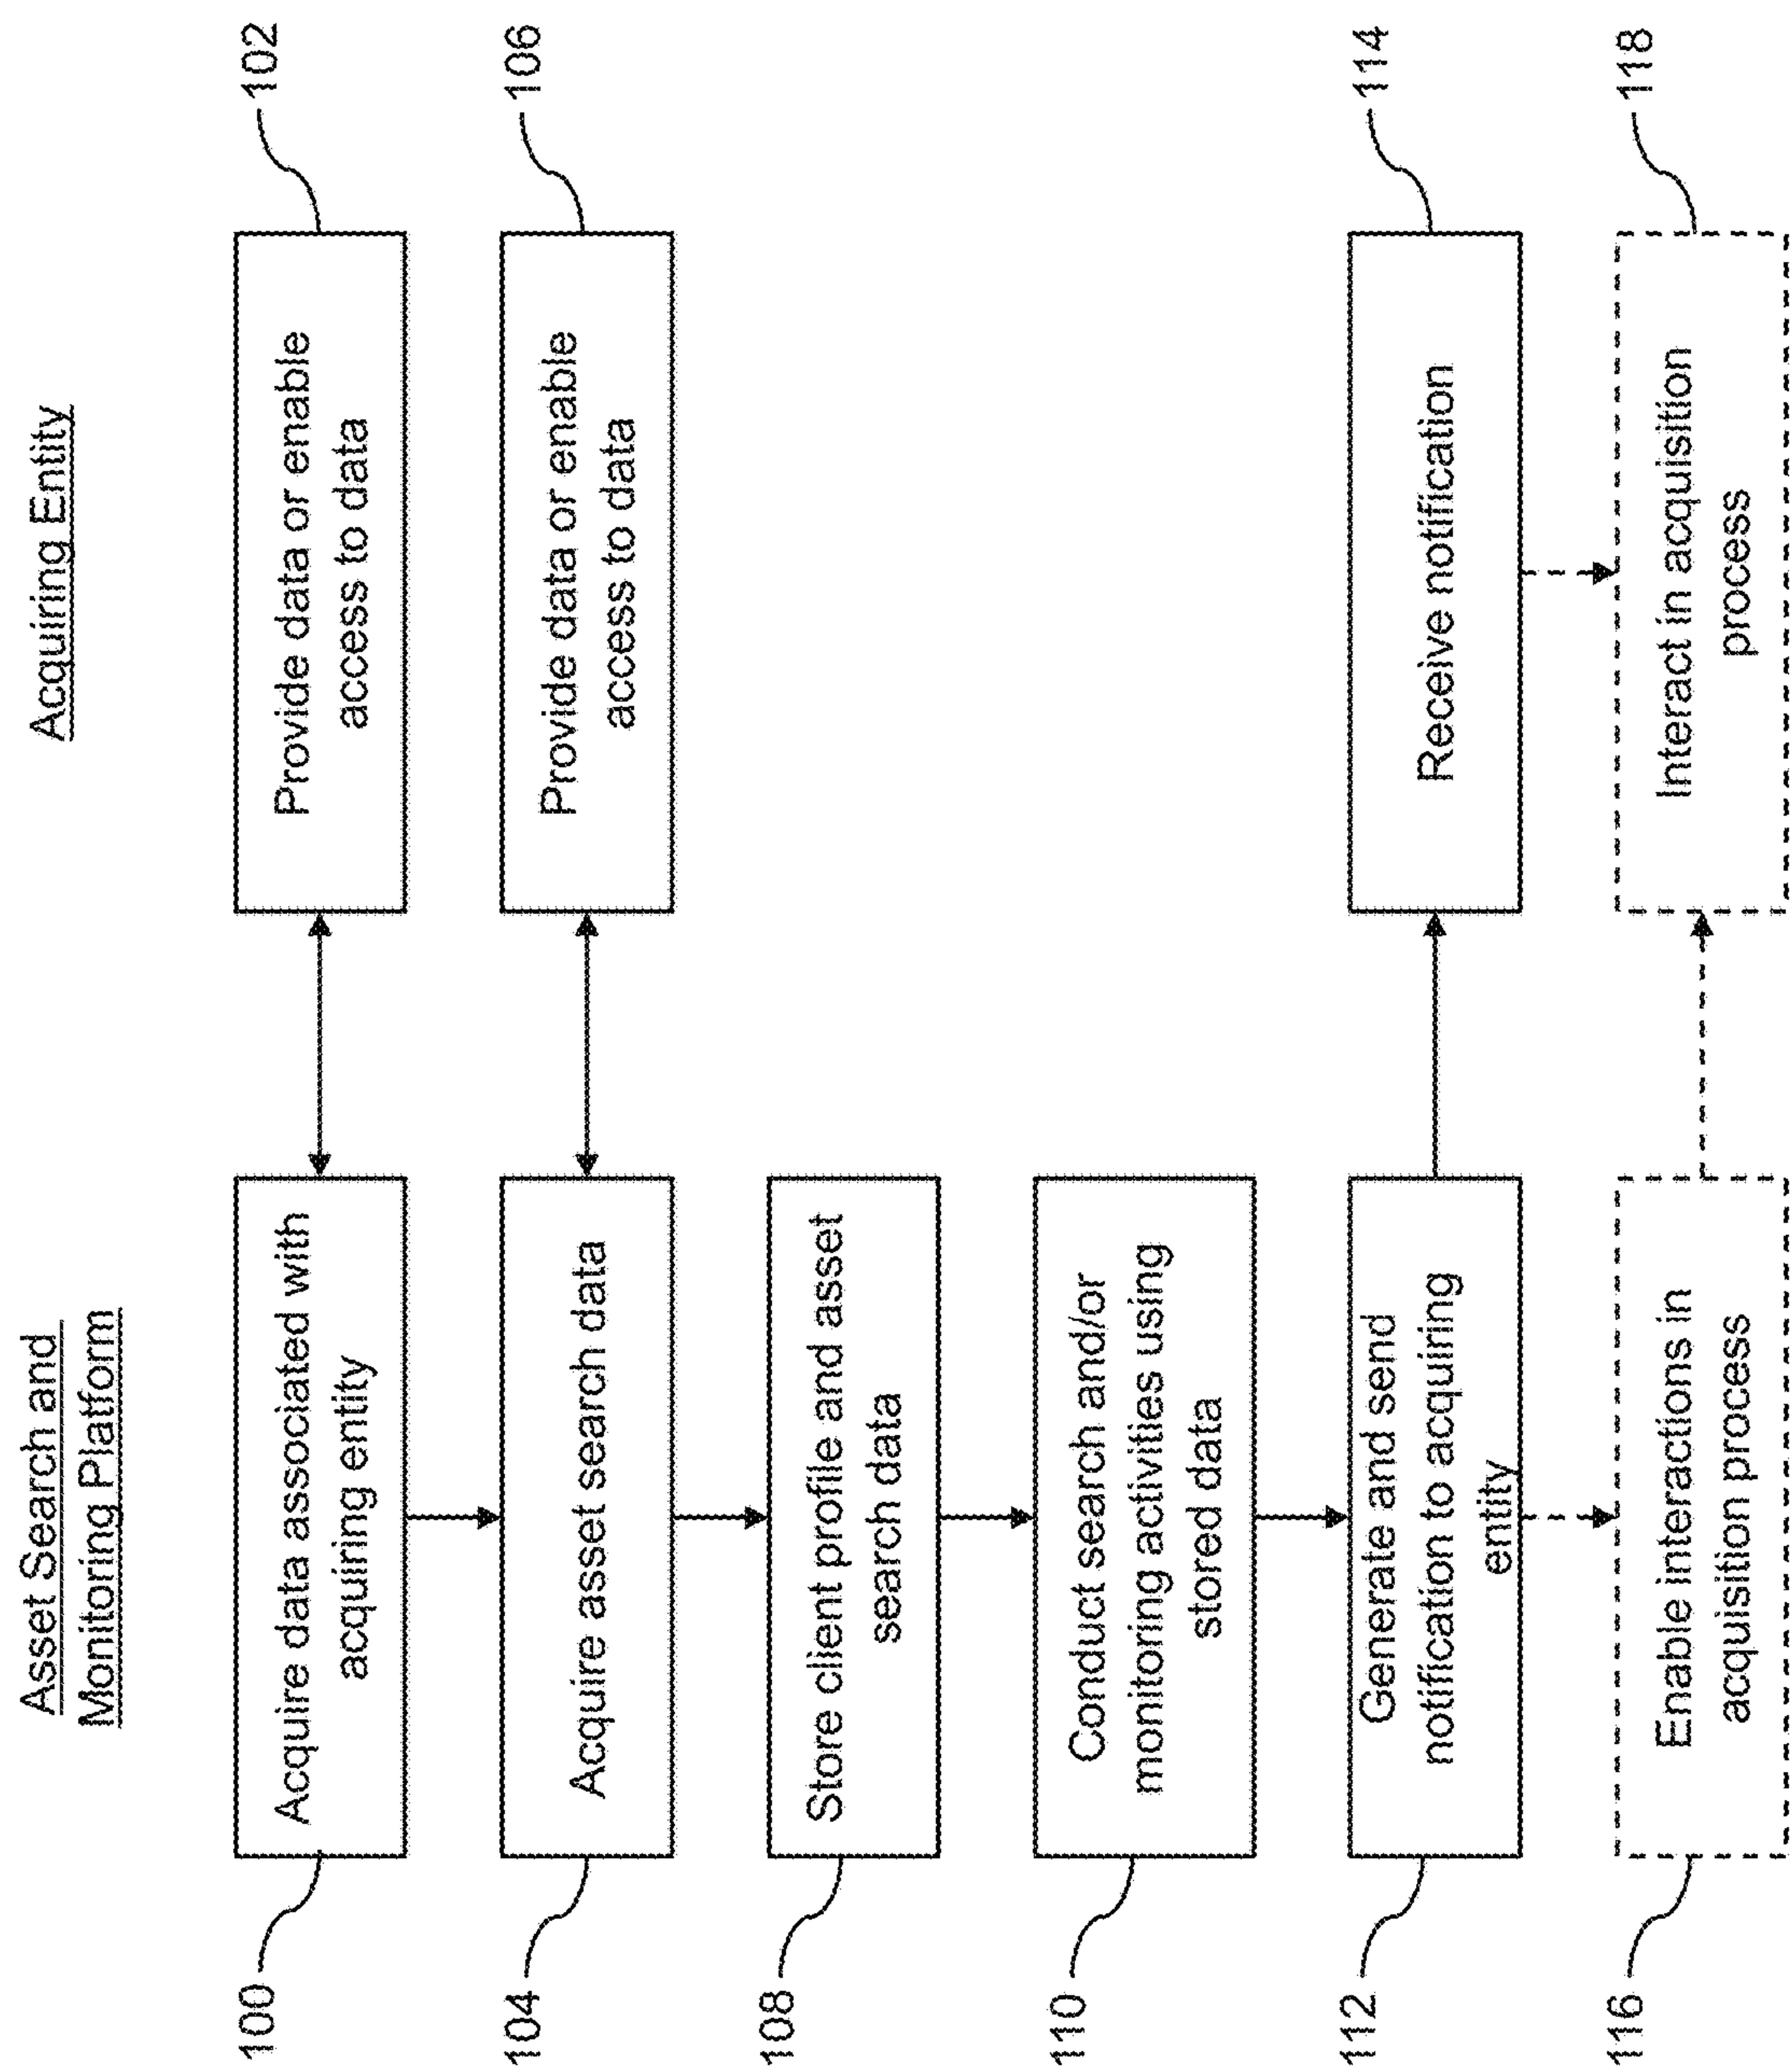 Asset Search and
Monitoring Platform
Acquiring Entity
100
Acquire data associated with
acquiring entity
Provide data or enable
access to data
102
104
Acquire asset search data
Provide data or enable
access to data
106
108
Store client profile and asset
search data
110
Conduct search and/or
monitoring activities using
stored data
112
Generate and send
notification to acquiring
entity
Receive notification
114
116
Enable interactions in
acquisition process
Interact in acquisition
process
118